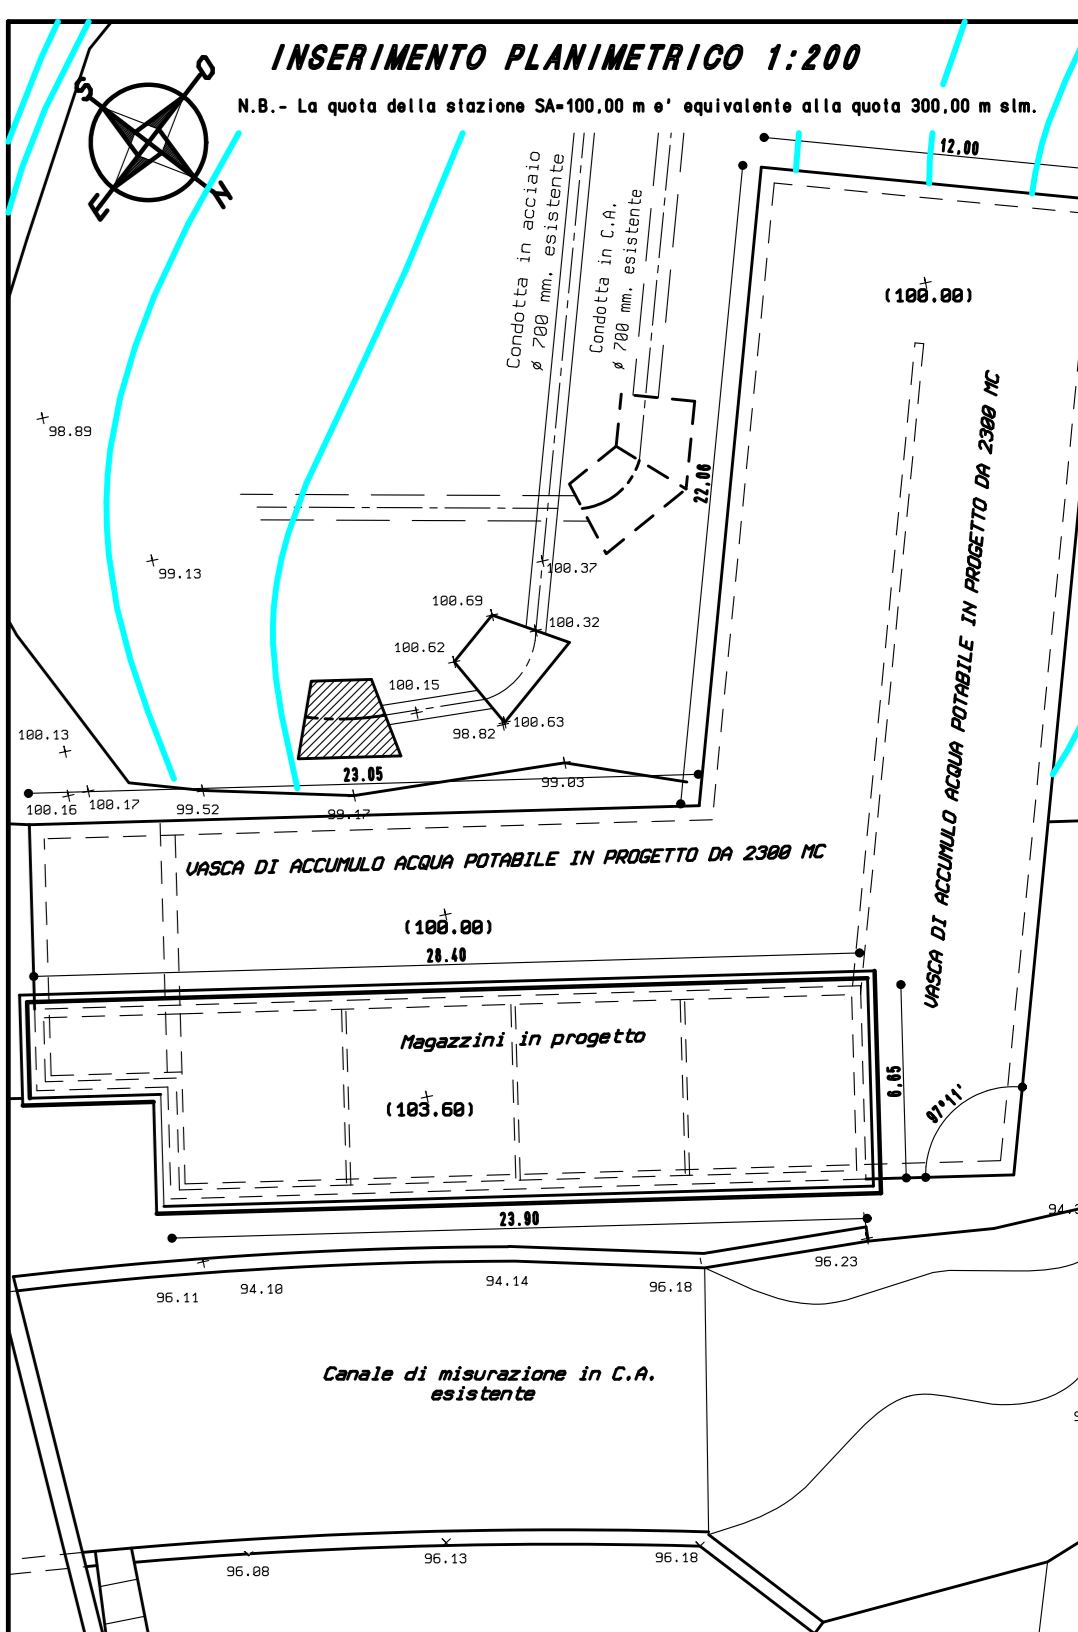 INSERIMENTO PLANIMETRICO 1:200
N.B.- La quota della stazione SA=100,00 m e' equivalente alla quota 300,00 m slm.
S
O
E
N
12,00
Condotta in acciaio
ø 700 mm. esistente
Condotta in C.A.
ø 700 mm. esistente
(100.00)
98.89
22.06
VASCA DI ACCUMULO ACQUA POTABILE IN PROGETTO DA 2300 MC
99.13
100.37
100.69
100.32
100.62
100.15
100.63
98.82
100.13
23.05
99.03
100.16
100.17
99.52
99.17
VASCA DI ACCUMULO ACQUA POTABILE IN PROGETTO DA 2300 MC
(100.00)
28.40
Magazzini in progetto
6,65
97°11'
(103.60)
23.90
96.23
96.11
94.10
94.14
96.18
Canale di misurazione in C.A.
esistente
96.08
96.13
96.18